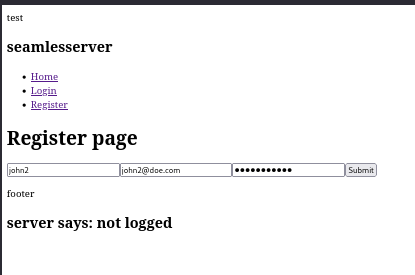 test
seamlesserver
Home
Login
Register
Register page
john2 john2@doe.com ●●●●●●●●●●● Submit
footer
server says: not logged